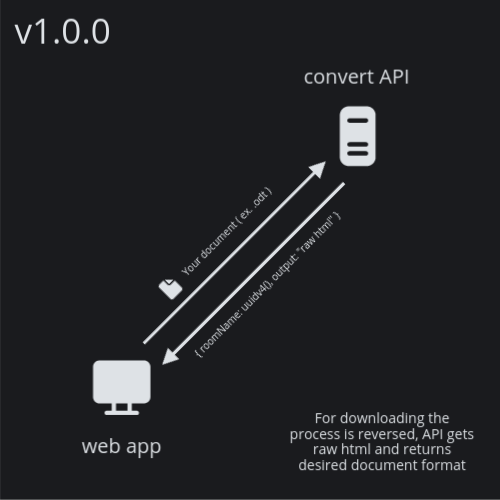 v1.0.0
convert API
Your document ( ex. .odt )
{ roomName: uuidv4(), output: "raw html" }
web app
For downloading the
process is reversed, API gets
raw html and returns
desired document format